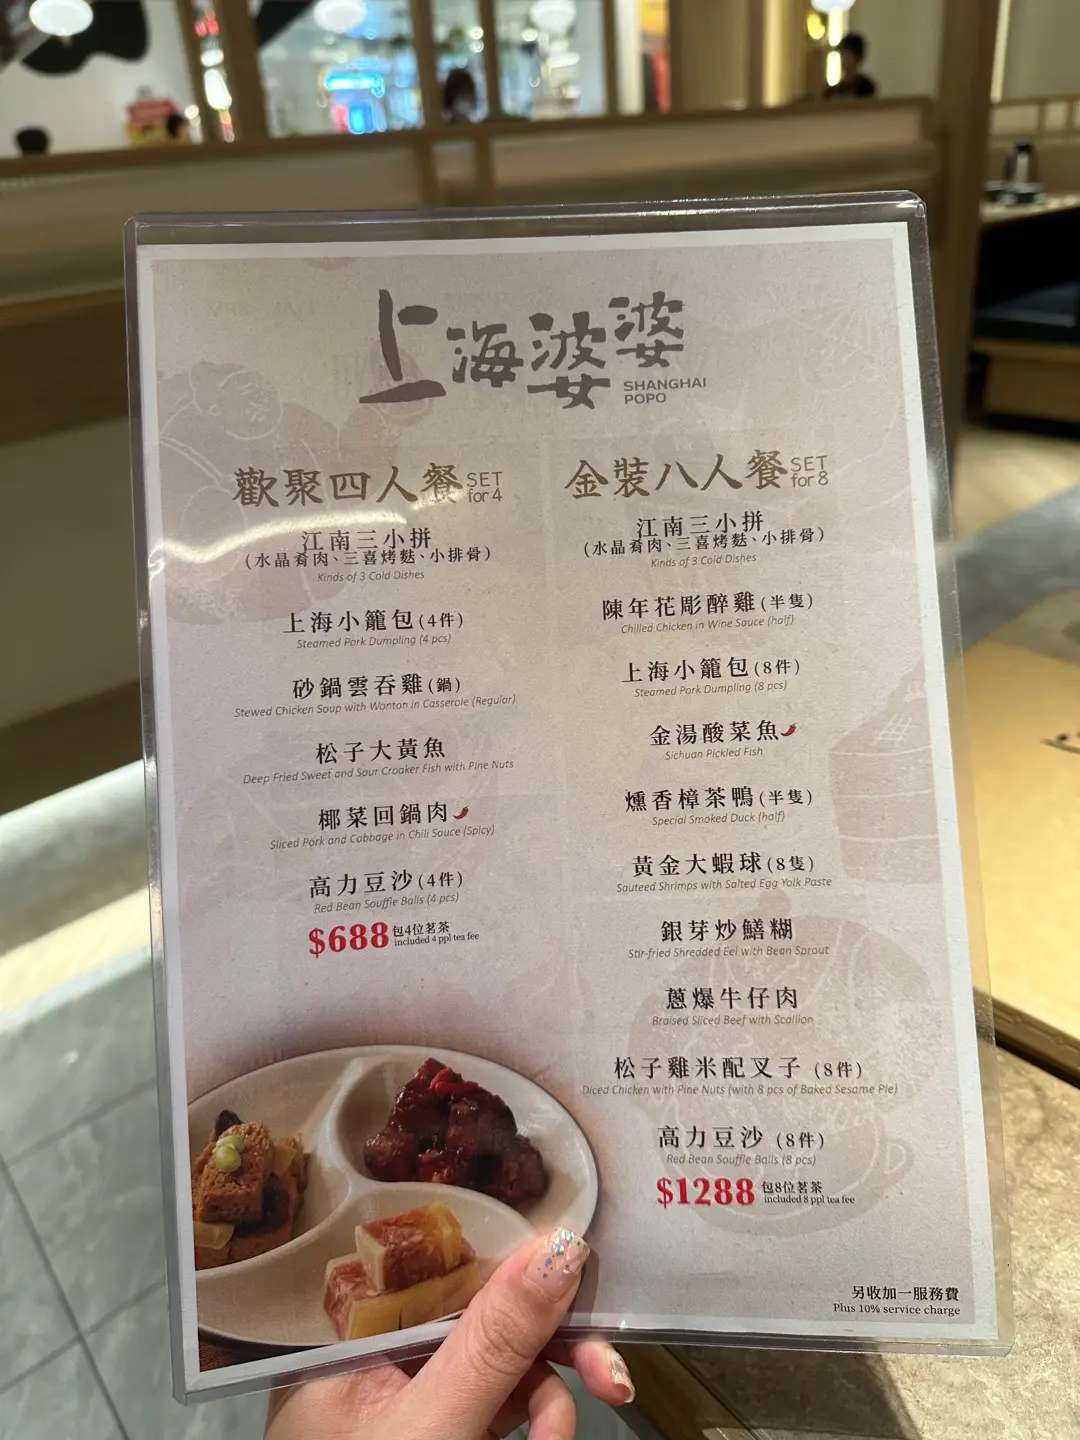 上海婆婆
SHANGHAI
POPO
歡聚四人餐 SET for 4
江南三小拼
(水晶肴肉、三喜烤麩、小排骨)
Kinds of 3 Cold Dishes
上海小籠包(4件)
Steamed Pork Dumpling (4 pcs)
砂鍋雲吞雞(鍋)
Stewed Chicken Soup with Wonton in Casserole (Regular)
松子大黃魚
Deep Fried Sweet and Sour Croaker Fish with Pine Nuts
椰菜回鍋肉
Sliced Pork and Cabbage in Chili Sauce (Spicy)
高力豆沙(4件)
Red Bean Souffle Balls (4 pcs)
$688 包4位茗茶
included 4 ppl tea fee
金裝八人餐 SET for 8
江南三小拼
(水晶肴肉、三喜烤麩、小排骨)
Kinds of 3 Cold Dishes
陳年花彫醉雞(半隻)
Chilled Chicken in Wine Sauce (half)
上海小籠包(8件)
Steamed Pork Dumpling (8 pcs)
金湯酸菜魚
Sichuan Pickled Fish
燻香樟茶鴨(半隻)
Special Smoked Duck (half)
黃金大蝦球(8隻)
Sauteed Shrimps with Salted Egg Yolk Paste
銀芽炒鱔糊
Stir-fried Shredded Eel with Bean Sprout
蔥爆牛仔肉
Braised Sliced Beef with Scallion
松子雞米配叉子 (8件)
Diced Chicken with Pine Nuts (with 8 pcs of Baked Sesame Pie)
高力豆沙 (8件)
Red Bean Souffle Balls (8 pcs)
$1288 包8位茗茶
included 8 ppl tea fee
另收加一服務費
Plus 10% service charge